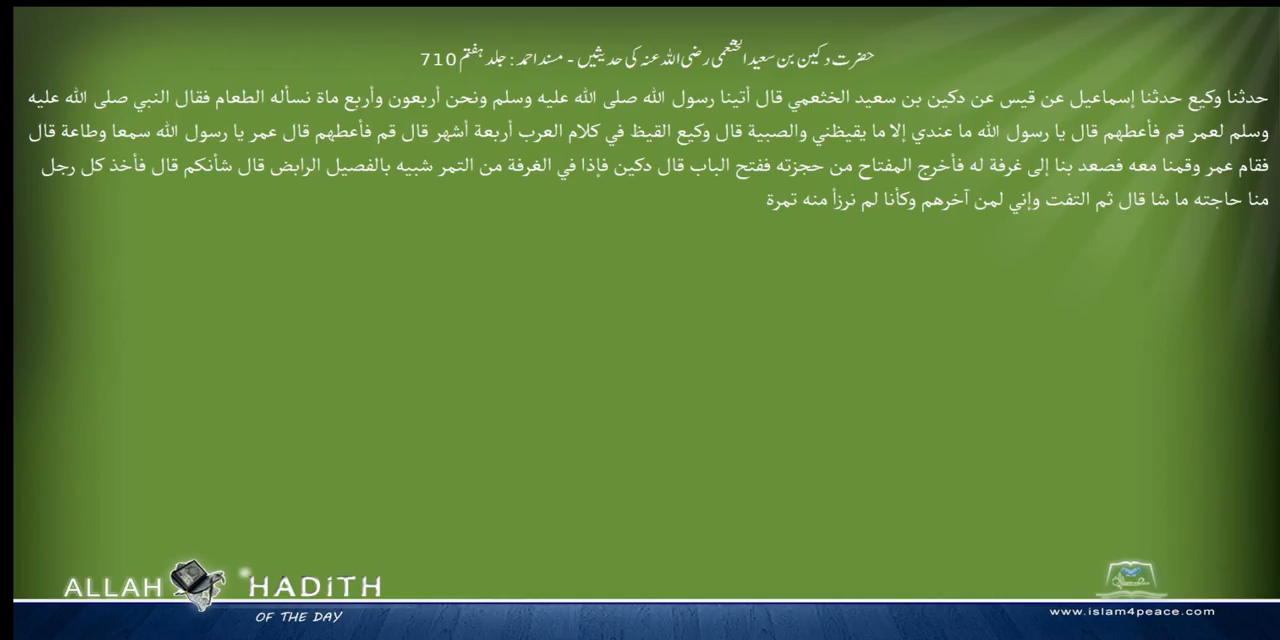 حضرت دکین بن سعید الخثعمی رضی اللہ عنہ کی حدیثیں - مسند احمد : جلد ہفتم 710
حدثنا وكيع حدثنا إسماعيل عن قيس عن دكين بن سعيد الخثعمي قال أتينا رسول الله صلى الله عليه وسلم ونحن أربعون وأربع ماة نسأله الطعام فقال النبي صلى الله عليه
وسلم لعمر قم فأعطهم قال يا رسول الله ما عندي إلا ما يقيظني والصبية قال وكيع القيظ في كلام العرب أربعة أشهر قال قم فأعطهم قال عمر يا رسول الله سمعا وطاعة قال
فقام عمر وقمنا معه فصعد بنا إلى غرفة له فأخرج المفتاح من حجزته ففتح الباب قال دكين فإذا في الغرفة من التمر شبيه بالفصيل الرابض قال شأنكم قال فأخذ كل رجل
منا حاجته ما شا قال ثم التفت وإني لمن آخرهم وكأنا لم نرزأ منه تمرة
ALLAH HADITH
OF THE DAY
www.islam4peace.com